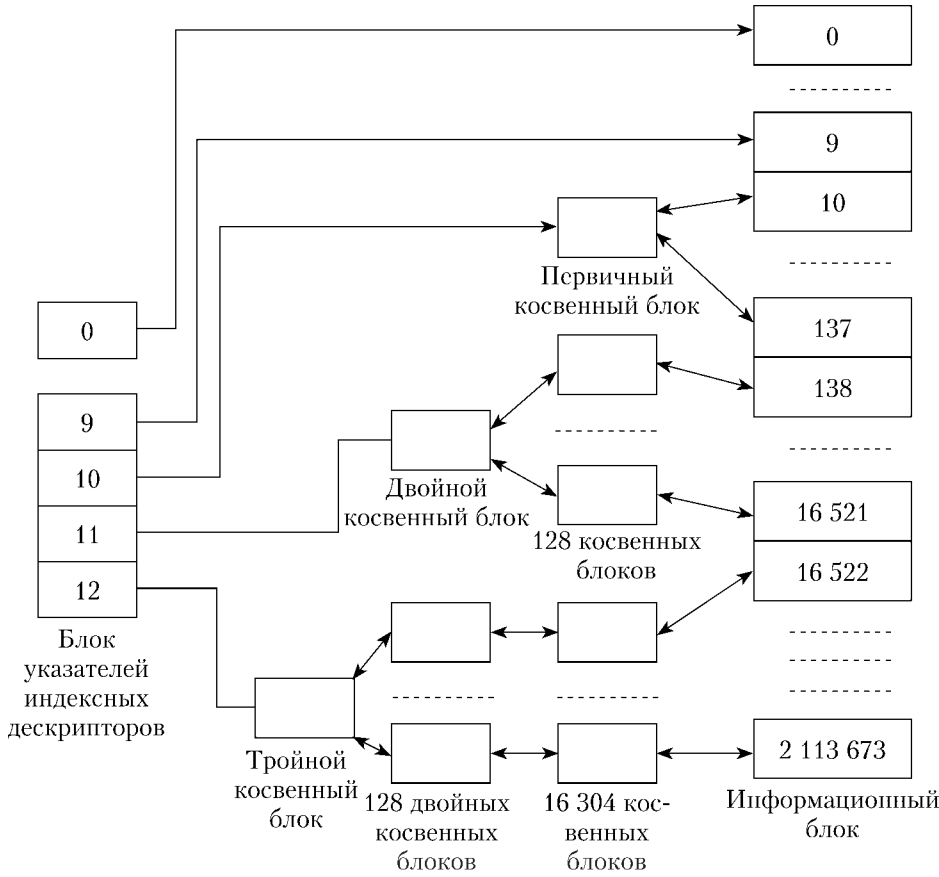 0
9
10
Первичный
косвенный блок
0
137
138
9
10
Двойной
косвенный блок
11
16 521
128 косвенных
блоков
16 522
12
Блок
указателей
индексных
дескрипторов
Тройной
косвенный
блок
128 двойных
косвенных
блоков
16 304 кос-
венных
блоков
2 113 673
Информационный
блок